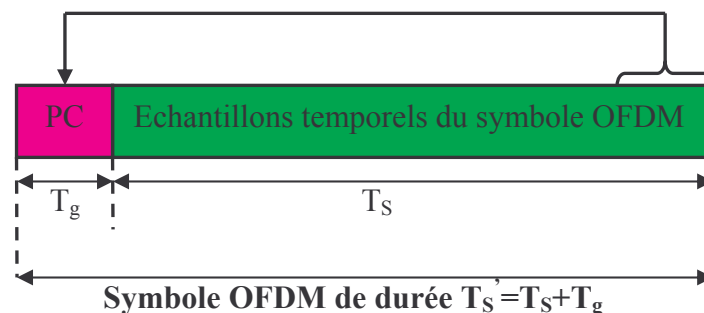 PC Echantillons temporels du symbole OFDM
Tg TS
Symbole OFDM de durée TS'=TS+Tg